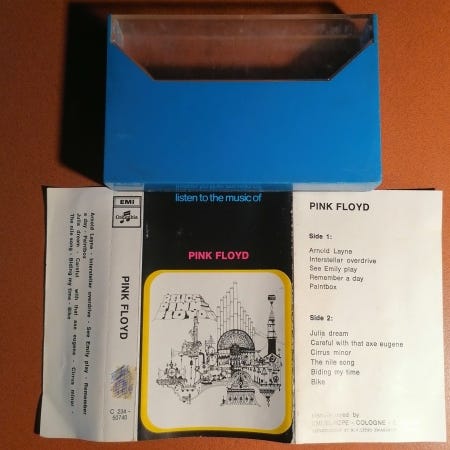 Arnold Layne - Interstellar overdrive - See Emily play - Remember
a day - Paintbox
Julia dream - Careful with that axe eugene - Cirrus minor -
The nile song - Biding my time - Bike
EMI
Columbia
PINK FLOYD
C 234 -
50740
listen to the music of
PINK FLOYD
PINK FLOYD
Side 1:
Arnold Layne
Interstellar overdrive
See Emily play
Remember a day
Paintbox
Side 2:
Julia dream
Careful with that axe eugene
Cirrus minor
The nile song
Biding my time
Bike
by
- COLOGNE -